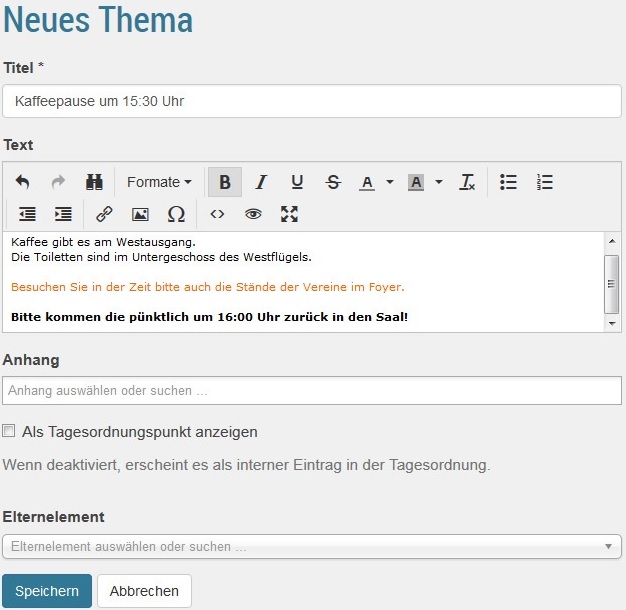 Neues Thema
Titel *
Kaffeepause um 15:30 Uhr
Text
Formate B I U S A A Tx
Ω <>
Kaffee gibt es am Westausgang.
Die Toiletten sind im Untergeschoss des Westflügels.
Besuchen Sie in der Zeit bitte auch die Stände der Vereine im Foyer.
Bitte kommen die pünktlich um 16:00 Uhr zurück in den Saal!
Anhang
Anhang auswählen oder suchen ...
Als Tagesordnungspunkt anzeigen
Wenn deaktiviert, erscheint es als interner Eintrag in der Tagesordnung.
Elternelement
Elternelement auswählen oder suchen ...
Speichern Abbrechen